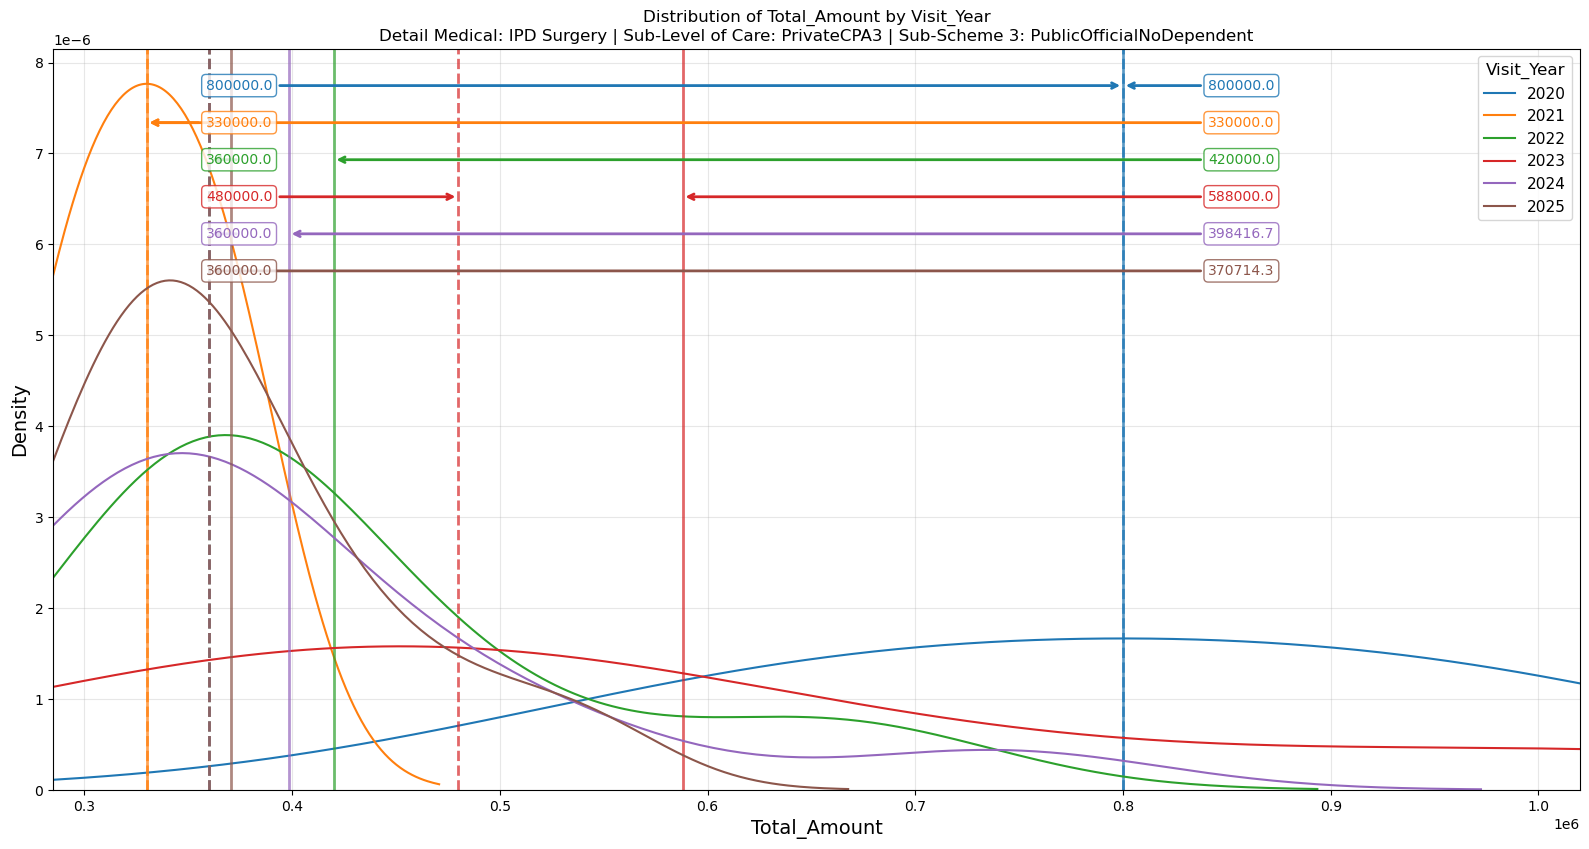 Distribution of Total_Amount by Visit_Year
Detail Medical: IPD Surgery | Sub-Level of Care: PrivateCPA3 | Sub-Scheme 3: PublicOfficialNoDependent
1e−6
8
7
6
5
4
3
2
1
0
Density
800000.0 800000.0
330000.0 330000.0
360000.0 420000.0
480000.0 588000.0
360000.0 398416.7
360000.0 370714.3
Visit_Year
2020
2021
2022
2023
2024
2025
0.3 0.4 0.5 0.6 0.7 0.8 0.9 1.0
1e6
Total_Amount